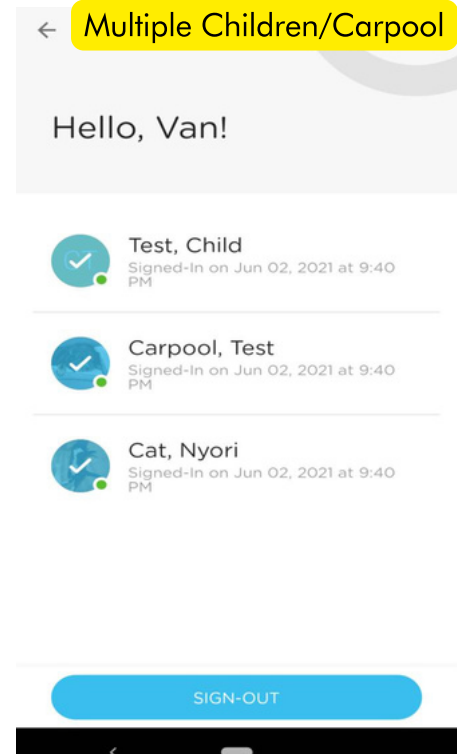 Multiple Children/Carpool
Hello, Van!
Test, Child
Signed-In on Jun 02, 2021 at 9:40
PM
Carpool, Test
Signed-In on Jun 02, 2021 at 9:40
PM
Cat, Nyori
Signed-In on Jun 02, 2021 at 9:40
PM
SIGN-OUT